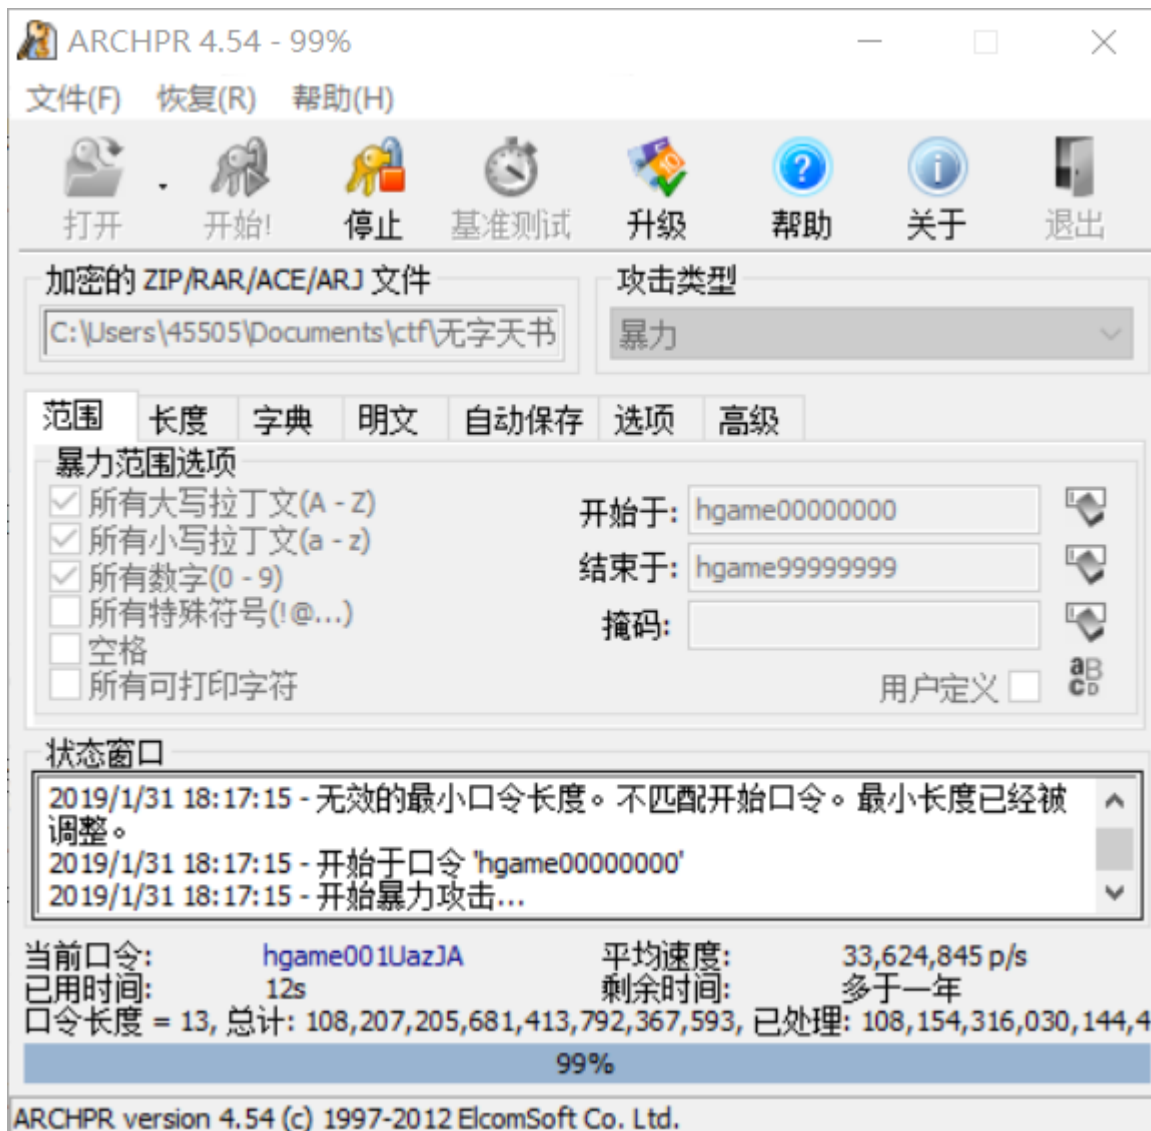 ARCHPR 4.54 - 99%
文件(F) 恢复(R) 帮助(H)
打开 开始! 停止 基准测试 升级 帮助 关于 退出
加密的 ZIP/RAR/ACE/ARJ 文件 攻击类型
C:\Users\45505\Documents\ctf\无字天书 暴力
范围 长度 字典 明文 自动保存 选项 高级
暴力范围选项
所有大写拉丁文(A - Z)
所有小写拉丁文(a - z)
所有数字(0 - 9)
所有特殊符号(!@...)
空格
所有可打印字符
开始于: hgame00000000
结束于: hgame99999999
掩码:
用户定义
状态窗口
2019/1/31 18:17:15 - 无效的最小口令长度。不匹配开始口令。最小长度已经被
调整。
2019/1/31 18:17:15 - 开始于口令 'hgame00000000'
2019/1/31 18:17:15 - 开始暴力攻击...
当前口令: hgame001UazJA 平均速度: 33,624,845 p/s
已用时间: 12s 剩余时间: 多于一年
口令长度 = 13, 总计: 108,207,205,681,413,792,367,593, 已处理: 108,154,316,030,144,4
99%
ARCHPR version 4.54 (c) 1997-2012 ElcomSoft Co. Ltd.